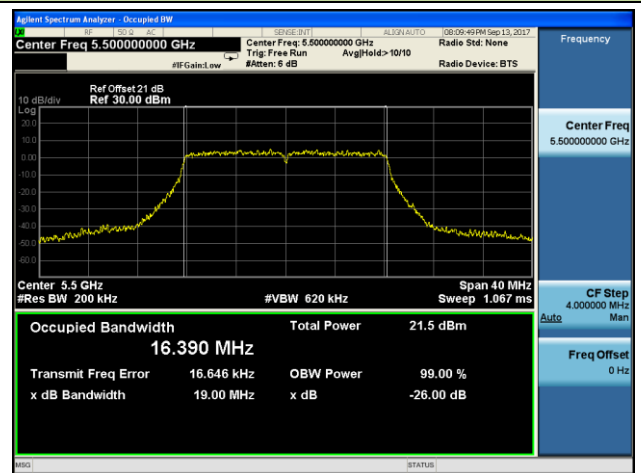 Agilent Spectrum Analyzer - Occupied BW
RF 50 Ω AC SENSE:INT ALIGN AUTO 08:09:49 PM Sep 13, 2017
Center Freq 5.500000000 GHz
Center Freq: 5.500000000 GHz
Radio Std: None
Trig: Free Run Avg|Hold:>10/10
#IFGain:Low #Atten: 6 dB Radio Device: BTS
Ref Offset 21 dB
10 dB/div Ref 30.00 dBm
Log
20.0
10.0
0.00
-10.0
-20.0
-30.0
-40.0
-50.0
-60.0
Center 5.5 GHz Span 40 MHz
#Res BW 200 kHz #VBW 620 kHz Sweep 1.067 ms
Occupied Bandwidth Total Power 21.5 dBm
16.390 MHz
Transmit Freq Error 16.646 kHz OBW Power 99.00 %
x dB Bandwidth 19.00 MHz x dB -26.00 dB
MSG STATUS
Frequency
Center Freq
5.500000000 GHz
CF Step
4.000000 MHz
Auto Man
Freq Offset
0 Hz